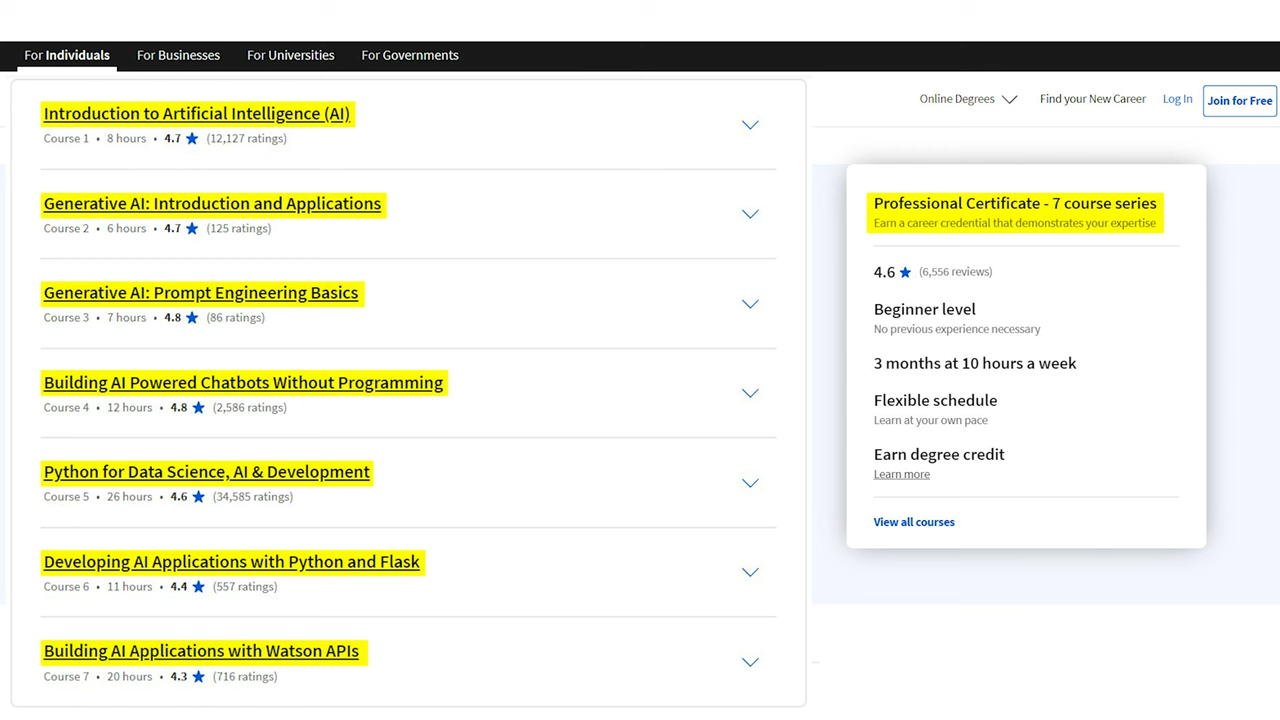 For Individuals For Businesses For Universities For Governments
Online Degrees Find your New Career Log In Join for Free
Introduction to Artificial Intelligence (AI)
Course 1 • 8 hours • 4.7 ★ (12,127 ratings)
Generative AI: Introduction and Applications
Course 2 • 6 hours • 4.7 ★ (125 ratings)
Generative AI: Prompt Engineering Basics
Course 3 • 7 hours • 4.8 ★ (86 ratings)
Building AI Powered Chatbots Without Programming
Course 4 • 12 hours • 4.8 ★ (2,586 ratings)
Python for Data Science, AI & Development
Course 5 • 26 hours • 4.6 ★ (34,585 ratings)
Developing AI Applications with Python and Flask
Course 6 • 11 hours • 4.4 ★ (557 ratings)
Building AI Applications with Watson APIs
Course 7 • 20 hours • 4.3 ★ (716 ratings)
Professional Certificate - 7 course series
Earn a career credential that demonstrates your expertise
4.6 ★ (6,556 reviews)
Beginner level
No previous experience necessary
3 months at 10 hours a week
Flexible schedule
Learn at your own pace
Earn degree credit
Learn more
View all courses